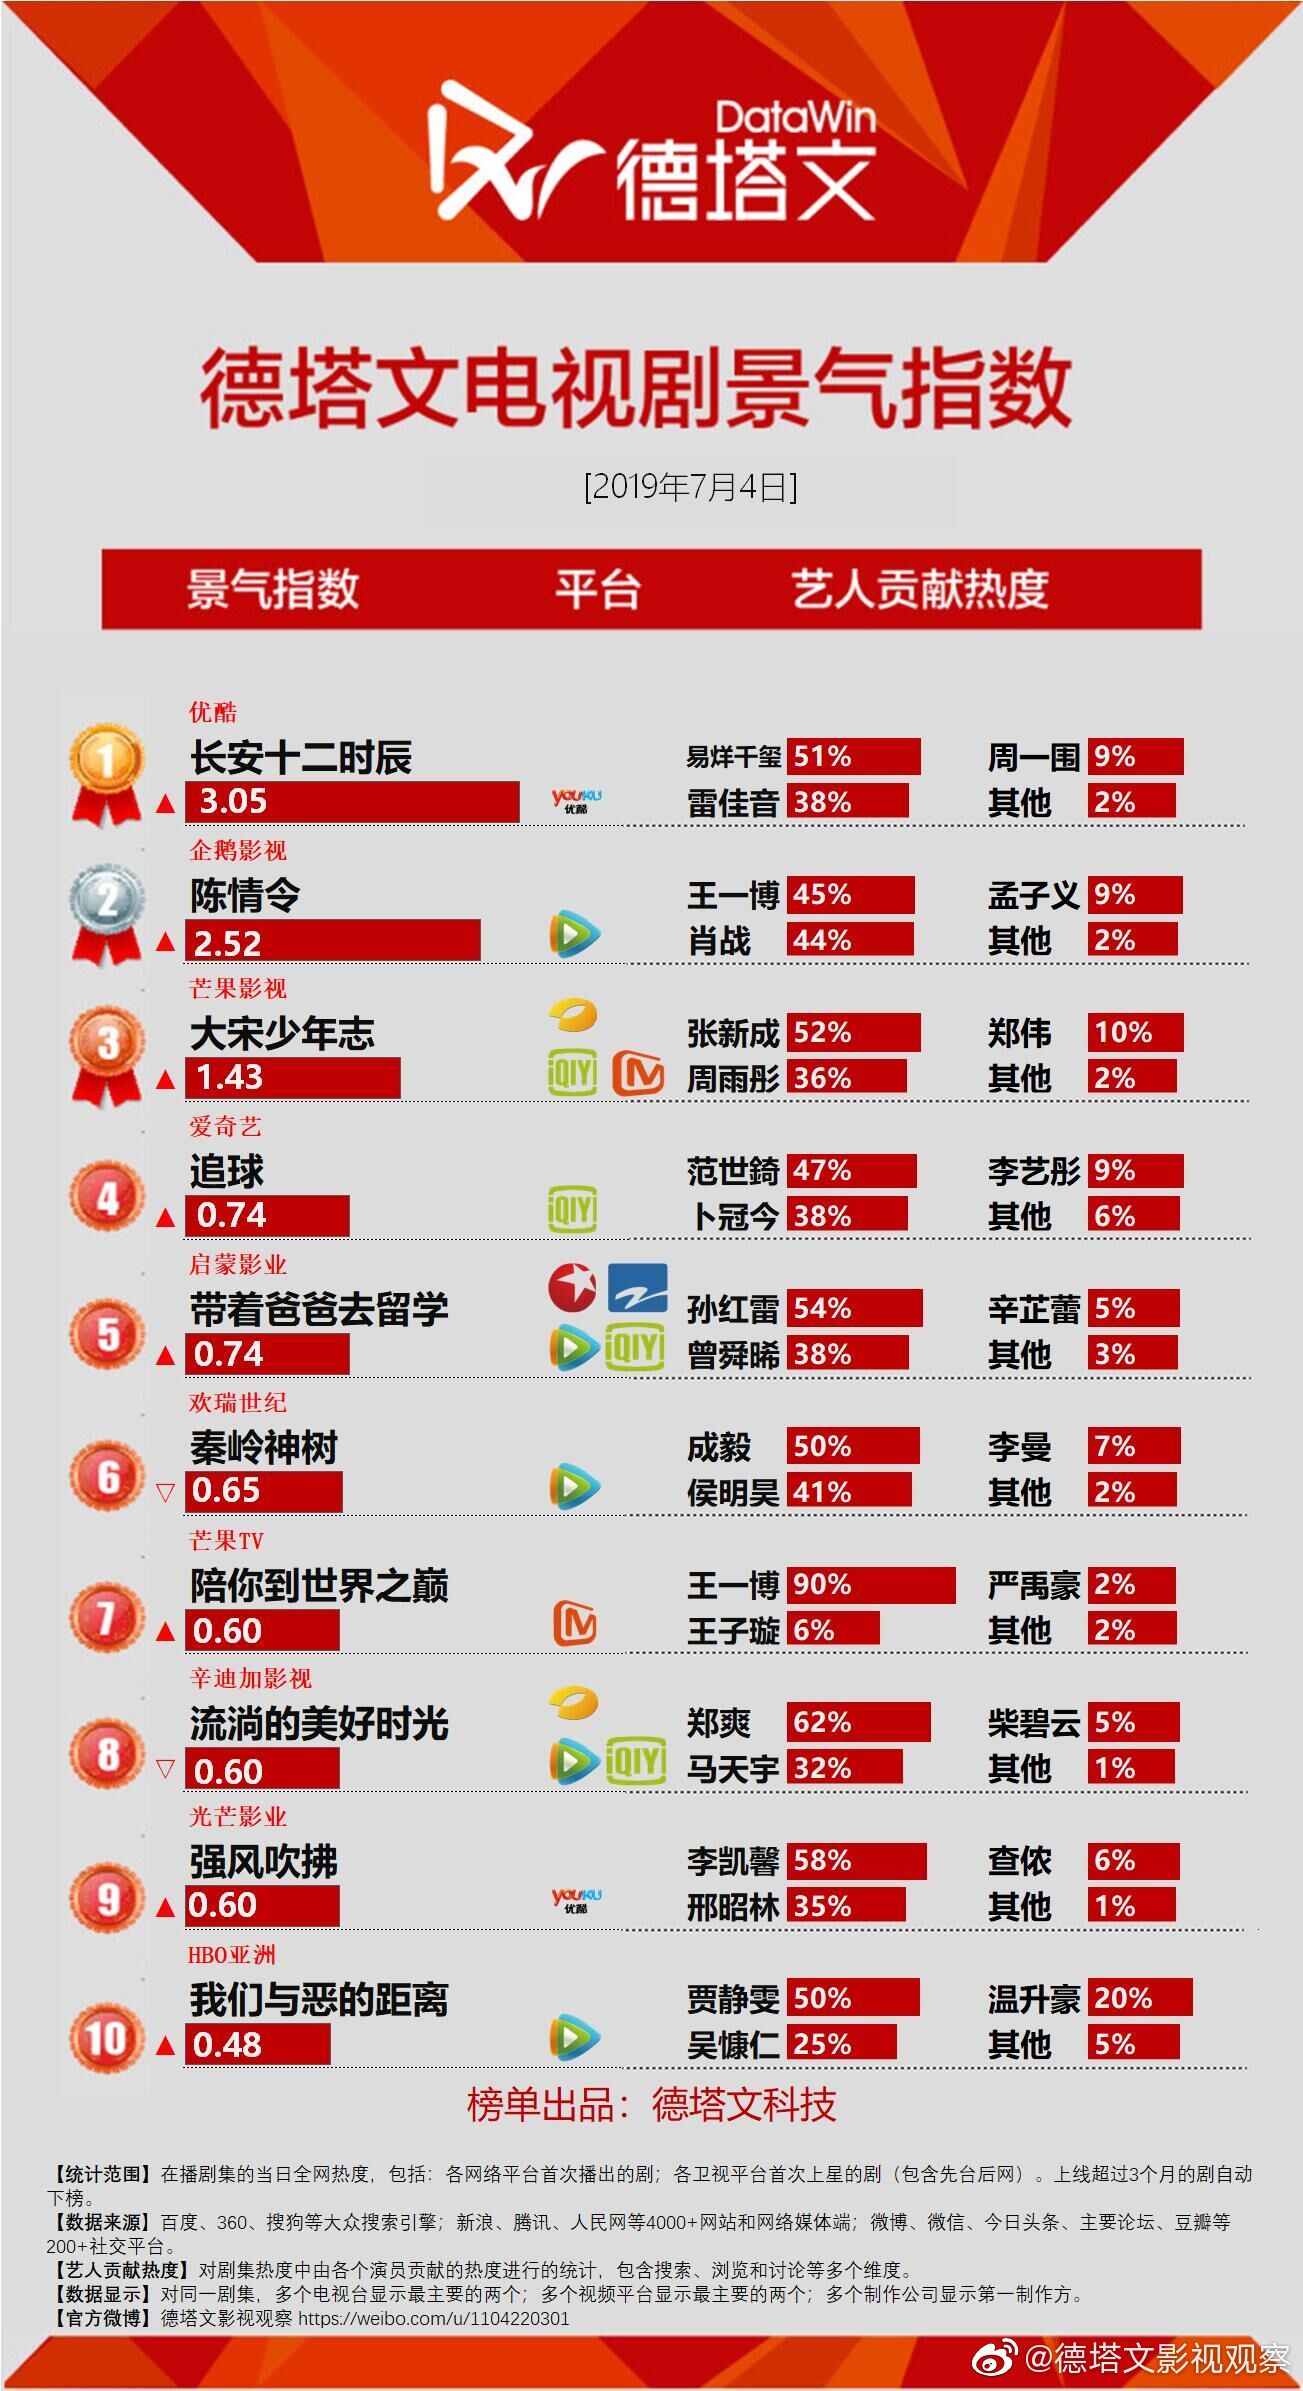 DataWin
德塔文
德塔文电视剧景气指数
[2019年7月4日]
景气指数 平台 艺人贡献热度
优酷
1 长安十二时辰 易烊千玺 51% 周一围 9%
▲ 3.05 YOUKU 优酷 雷佳音 38% 其他 2%
企鹅影视
2 陈情令 王一博 45% 孟子义 9%
▲ 2.52 肖战 44% 其他 2%
芒果影视
3 大宋少年志 张新成 52% 郑伟 10%
▲ 1.43 iQIYI 周雨彤 36% 其他 2%
爱奇艺
4 追球 范世錡 47% 李艺彤 9%
▲ 0.74 iQIYI 卜冠今 38% 其他 6%
启蒙影业
5 带着爸爸去留学 孙红雷 54% 辛芷蕾 5%
▲ 0.74 iQIYI 曾舜晞 38% 其他 3%
欢瑞世纪
6 秦岭神树 成毅 50% 李曼 7%
▽ 0.65 侯明昊 41% 其他 2%
芒果TV
7 陪你到世界之巅 王一博 90% 严禹豪 2%
▲ 0.60 王子璇 6% 其他 2%
辛迪加影视
8 流淌的美好时光 郑爽 62% 柴碧云 5%
▽ 0.60 iQIYI 马天宇 32% 其他 1%
光芒影业
9 强风吹拂 李凯馨 58% 查侬 6%
▲ 0.60 YOUKU 优酷 邢昭林 35% 其他 1%
HBO亚洲
10 我们与恶的距离 贾静雯 50% 温升豪 20%
▲ 0.48 吴慷仁 25% 其他 5%
榜单出品：德塔文科技
【统计范围】在播剧集的当日全网热度，包括：各网络平台首次播出的剧；各卫视平台首次上星的剧（包含先台后网）。上线超过3个月的剧自动
下榜。
【数据来源】百度、360、搜狗等大众搜索引擎；新浪、腾讯、人民网等4000+网站和网络媒体端；微博、微信、今日头条、主要论坛、豆瓣等
200+社交平台。
【艺人贡献热度】对剧集热度中由各个演员贡献的热度进行的统计，包含搜索、浏览和讨论等多个维度。
【数据显示】对同一剧集，多个电视台显示最主要的两个；多个视频平台显示最主要的两个；多个制作公司显示第一制作方。
【官方微博】德塔文影视观察 https://weibo.com/u/1104220301
@德塔文影视观察